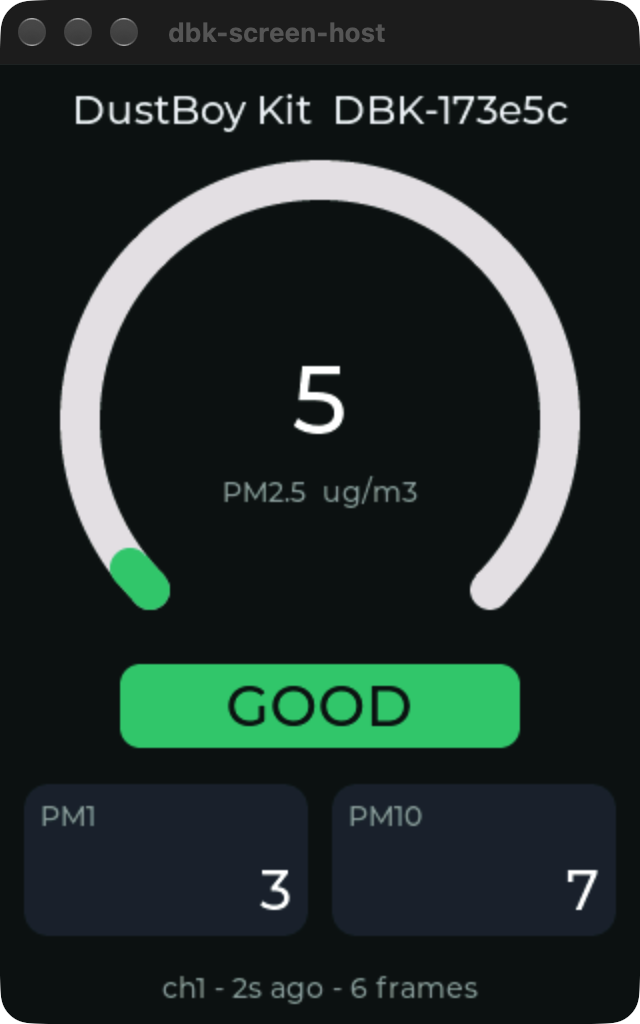 dbk-screen-host
DustBoy Kit DBK-173e5c
5
PM2.5 ug/m3
GOOD
PM1
3
PM10
7
ch1 - 2s ago - 6 frames